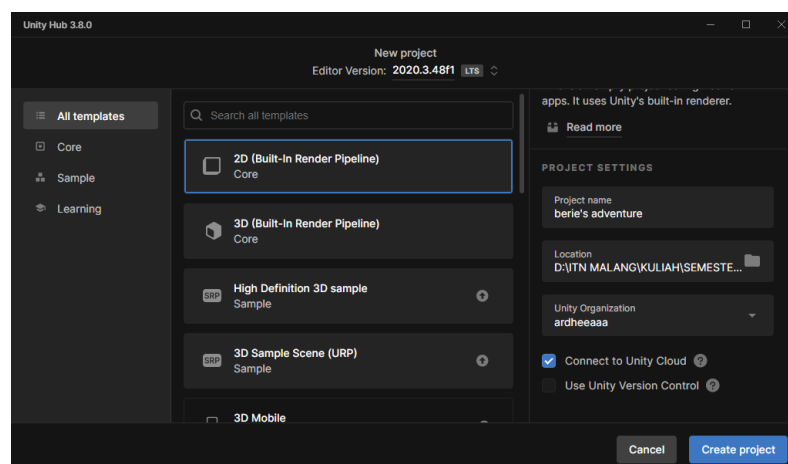 Unity Hub 3.8.0
New project
Editor Version: 2020.3.48f1 LTS
All templates
Core
Sample
Learning
Search all templates
2D (Built-In Render Pipeline)
Core
3D (Built-In Render Pipeline)
Core
SRP
High Definition 3D sample
Sample
SRP
3D Sample Scene (URP)
Sample
3D Mobile
apps. It uses Unity's built-in renderer.
Read more
PROJECT SETTINGS
Project name
berie's adventure
Location
D:\ITN MALANG\KULIAH\SEMESTE...
Unity Organization
ardheeaaa
Connect to Unity Cloud ?
Use Unity Version Control ?
Cancel
Create project